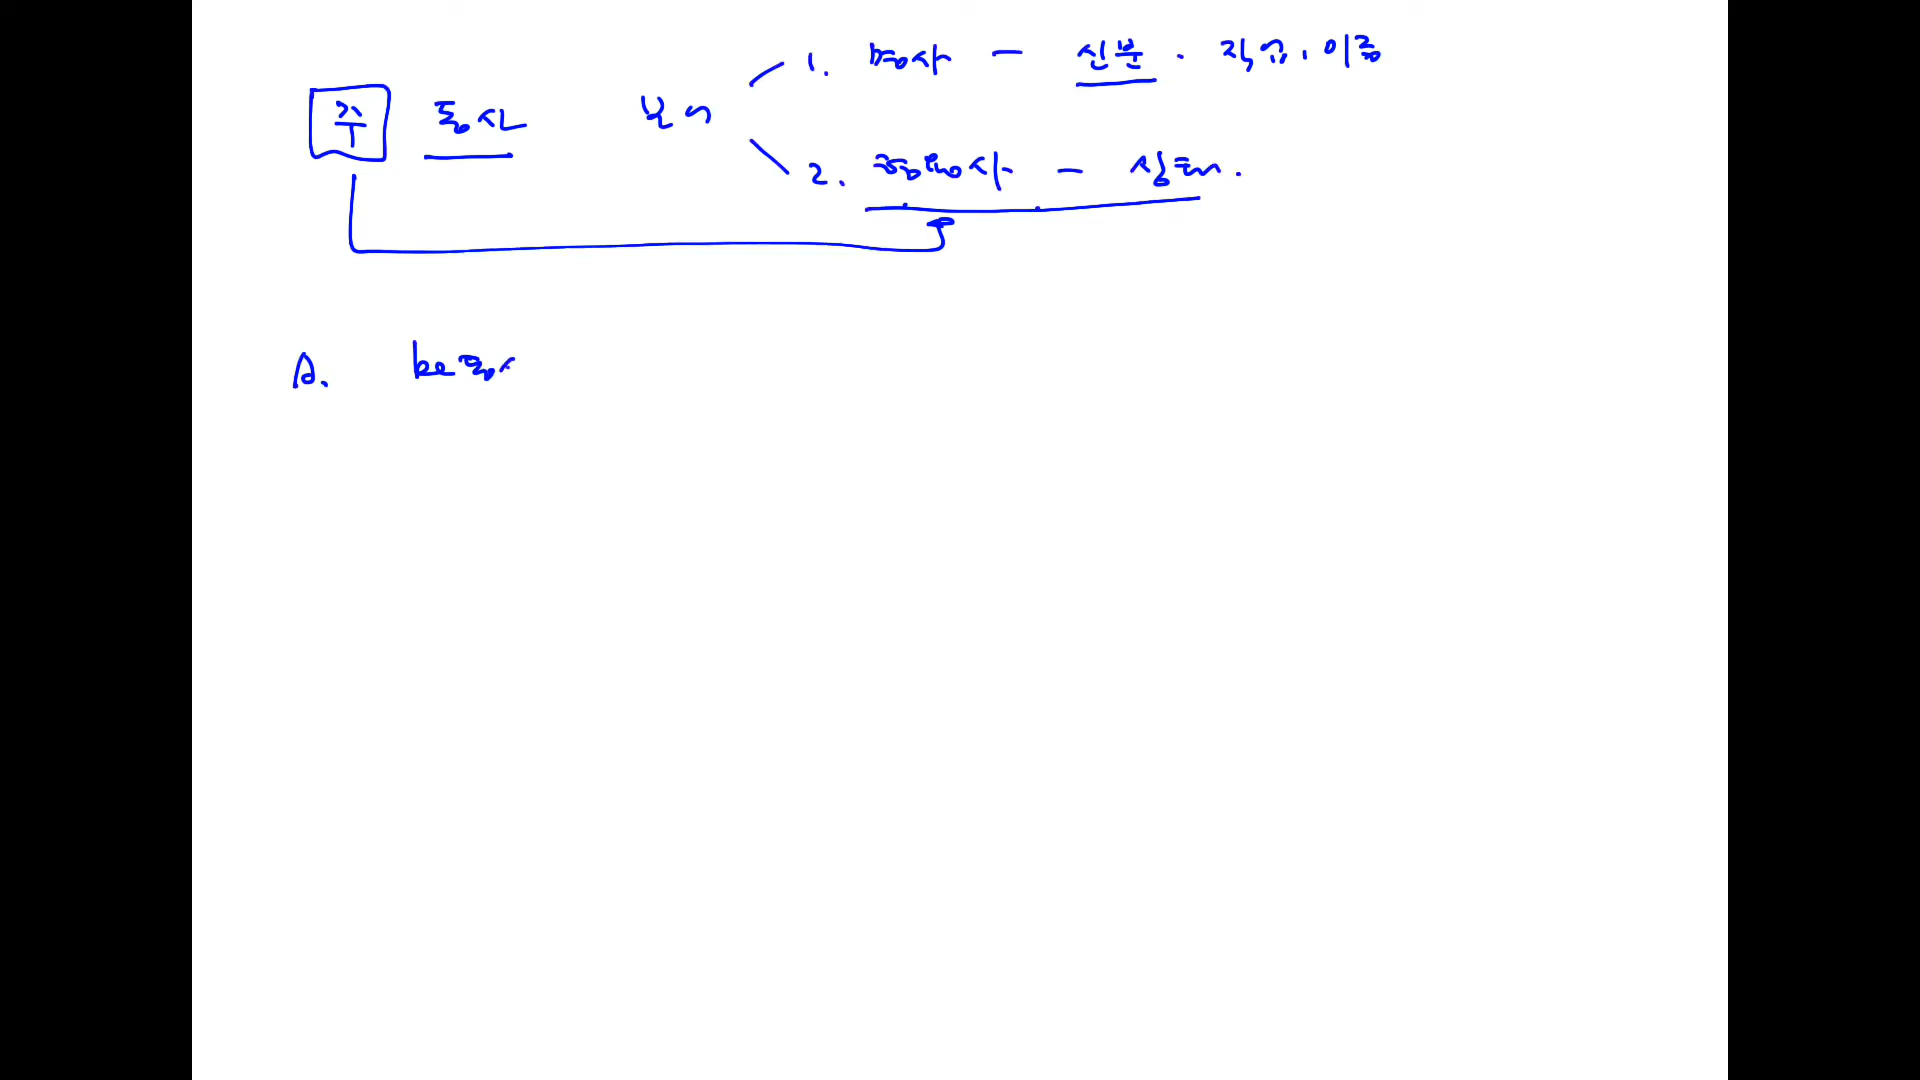 1. 명사 - 신분. 자격, 이름
주 동사 보어
2. 형용사 - 상태.
A. be동사